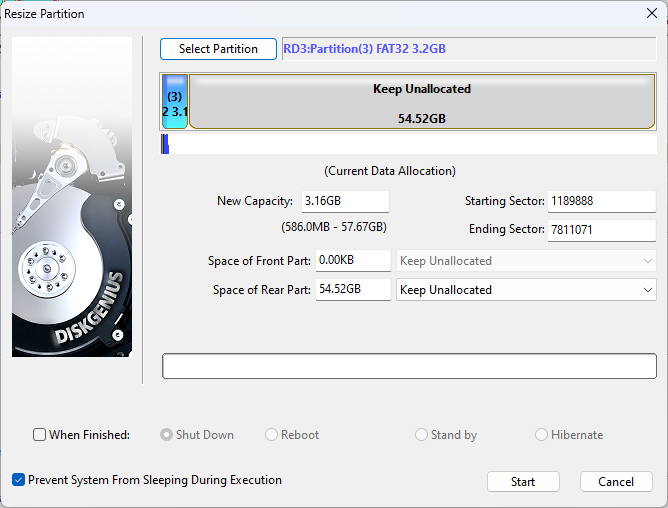 Resize Partition
Select Partition
RD3:Partition(3) FAT32 3.2GB
(3)
2 3.1
Keep Unallocated
54.52GB
(Current Data Allocation)
New Capacity: 3.16GB
Starting Sector: 1189888
(586.0MB - 57.67GB)
Ending Sector: 7811071
Space of Front Part: 0.00KB Keep Unallocated
Space of Rear Part: 54.52GB Keep Unallocated
DISKGENIUS
When Finished: Shut Down Reboot Stand by Hibernate
Prevent System From Sleeping During Execution
Start Cancel